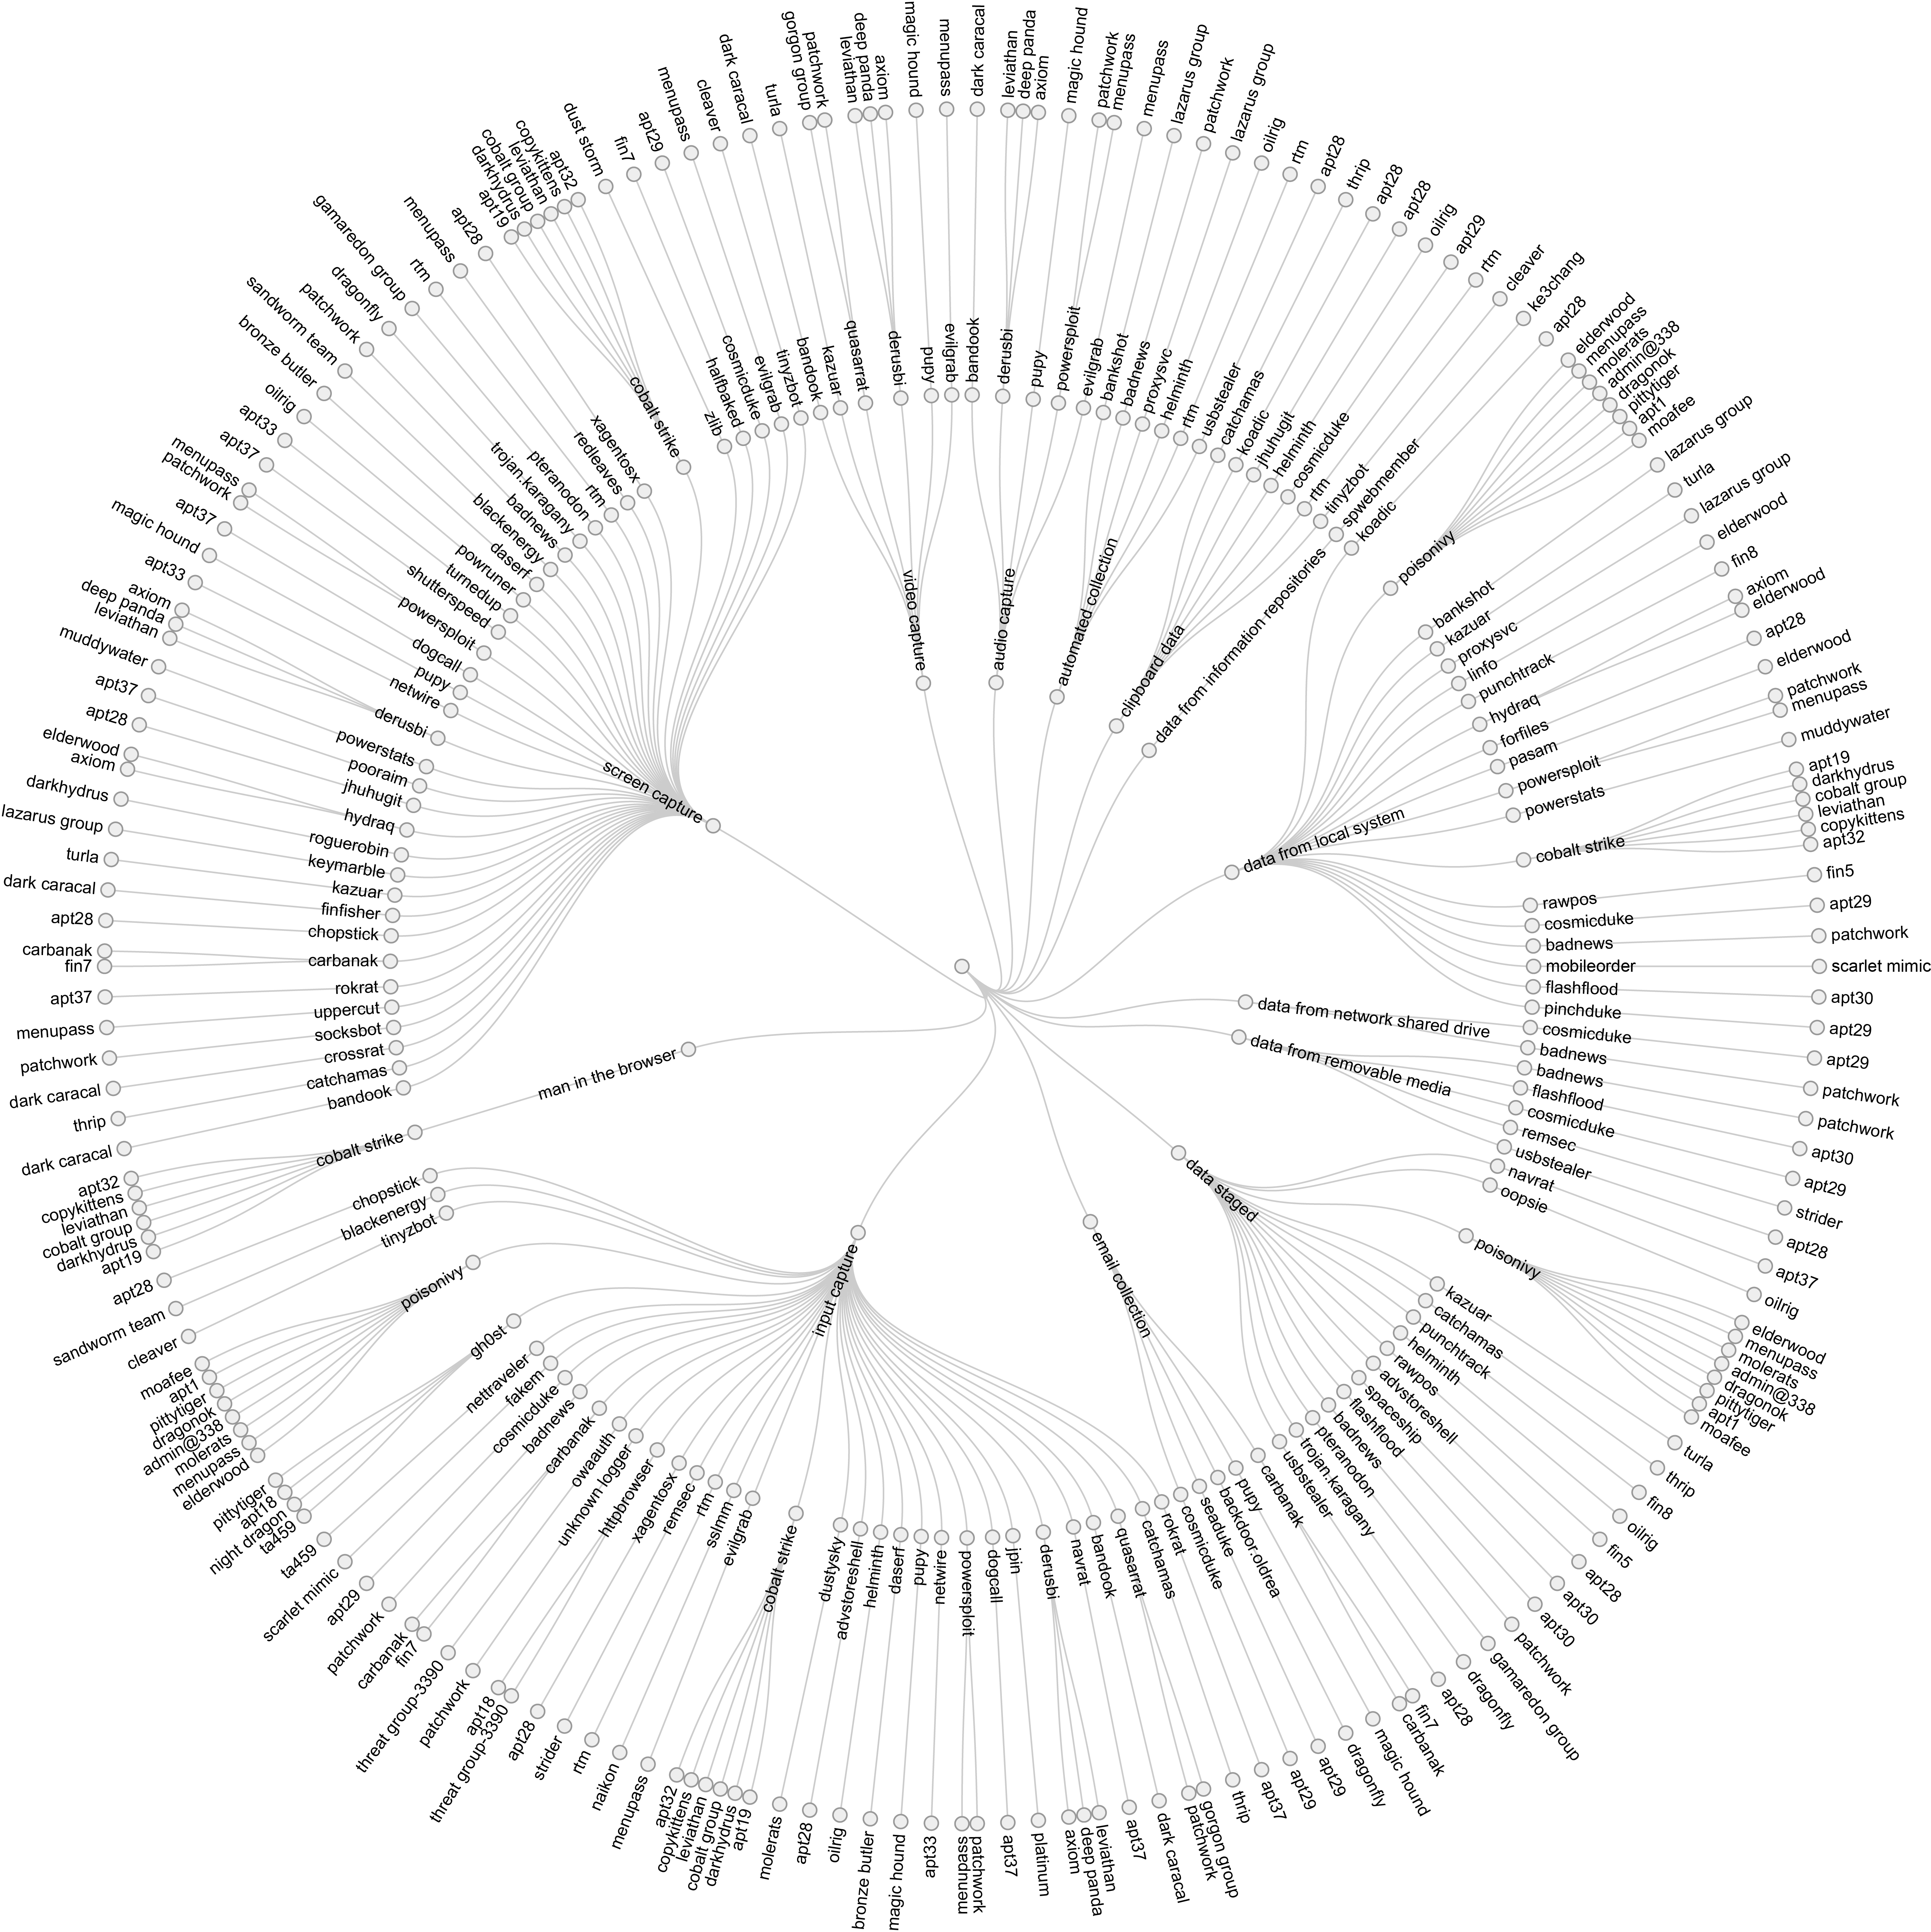 screen capture
bandook
dark caracal
catchamas
thrip
crossrat
dark caracal
socksbot
patchwork
uppercut
menupass
rokrat
apt37
carbanak
fin7
carbanak
chopstick
apt28
finfisher
dark caracal
kazuar
turla
keymarble
lazarus group
roguerobin
darkhydrus
hydraq
axiom
elderwood
jhuhugit
apt28
pooraim
apt37
powerstats
muddywater
derusbi
leviathan
deep panda
axiom
netwire
apt33
pupy
magic hound
dogcall
apt37
powersploit
patchwork
menupass
shutterspeed
apt37
turnedup
apt33
powruner
oilrig
daserf
bronze butler
blackenergy
sandworm team
badnews
patchwork
trojan.karagany
dragonfly
pteranodon
gamaredon group
rtm
rtm
redleaves
menupass
xagentosx
apt28
cobalt strike
apt19
darkhydrus
cobalt group
leviathan
copykittens
apt32
zlib
dust storm
halfbaked
fin7
cosmicduke
apt29
evilgrab
menupass
tinyzbot
cleaver
bandook
dark caracal
video capture
kazuar
turla
quasarrat
gorgon group
patchwork
derusbi
leviathan
deep panda
axiom
pupy
magic hound
evilgrab
menupass
bandook
dark caracal
audio capture
derusbi
leviathan
deep panda
axiom
pupy
magic hound
powersploit
patchwork
menupass
evilgrab
menupass
automated collection
bankshot
lazarus group
badnews
patchwork
proxysvc
lazarus group
helminth
oilrig
rtm
rtm
usbstealer
apt28
clipboard data
catchamas
thrip
koadic
apt28
jhuhugit
apt28
helminth
oilrig
cosmicduke
apt29
rtm
rtm
tinyzbot
cleaver
data from information repositories
spwebmember
ke3chang
data from local system
koadic
apt28
poisonivy
elderwood
menupass
molerats
admin@338
dragonok
pittytiger
apt1
moafee
bankshot
lazarus group
kazuar
turla
proxysvc
lazarus group
linfo
elderwood
punchtrack
fin8
hydraq
axiom
elderwood
forfiles
apt28
pasam
elderwood
powersploit
patchwork
menupass
powerstats
muddywater
cobalt strike
apt19
darkhydrus
cobalt group
leviathan
copykittens
apt32
rawpos
fin5
cosmicduke
apt29
badnews
patchwork
mobileorder
scarlet mimic
flashflood
apt30
pinchduke
apt29
data from network shared drive
cosmicduke
apt29
badnews
patchwork
data from removable media
badnews
patchwork
flashflood
apt30
cosmicduke
apt29
remsec
strider
usbstealer
apt28
data staged
navrat
apt37
oopsie
oilrig
poisonivy
elderwood
menupass
molerats
admin@338
dragonok
pittytiger
apt1
moafee
kazuar
turla
catchamas
thrip
punchtrack
fin8
helminth
oilrig
rawpos
fin5
advstoreshell
apt28
spaceship
apt30
flashflood
apt30
badnews
patchwork
pteranodon
gamaredon group
trojan.karagany
dragonfly
usbstealer
apt28
email collection
carbanak
fin7
carbanak
pupy
magic hound
backdoor.oldrea
dragonfly
seaduke
apt29
cosmicduke
apt29
input capture
rokrat
apt37
catchamas
thrip
quasarrat
gorgon group
patchwork
bandook
dark caracal
navrat
apt37
derusbi
leviathan
deep panda
axiom
jpin
platinum
dogcall
apt37
powersploit
patchwork
menupass
netwire
apt33
pupy
magic hound
daserf
bronze butler
helminth
oilrig
advstoreshell
apt28
dustysky
molerats
cobalt strike
apt19
darkhydrus
cobalt group
leviathan
copykittens
apt32
evilgrab
menupass
sslmm
naikon
rtm
rtm
remsec
strider
xagentosx
apt28
httpbrowser
threat group-3390
apt18
unknown logger
patchwork
owaauth
threat group-3390
carbanak
fin7
carbanak
badnews
patchwork
cosmicduke
apt29
fakem
scarlet mimic
nettraveler
ta459
gh0st
ta459
night dragon
apt18
pittytiger
poisonivy
elderwood
menupass
molerats
admin@338
dragonok
pittytiger
apt1
moafee
tinyzbot
cleaver
blackenergy
sandworm team
chopstick
apt28
man in the browser
cobalt strike
apt19
darkhydrus
cobalt group
leviathan
copykittens
apt32